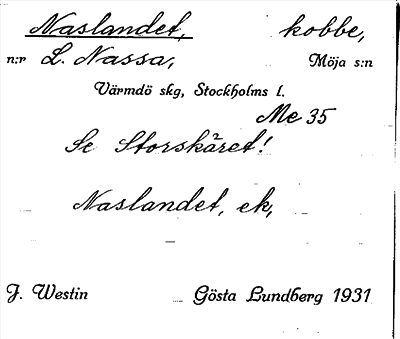 Naslandet, kobbe,
n:r L. Nassa, Möja s:n
Värmdö skg, Stockholms l.
Me 35
Se Storskäret!
Naslandet, ek,
J. Westin Gösta Lundberg 1931